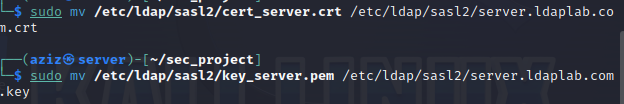 └─$ sudo mv /etc/ldap/sasl2/cert_server.crt /etc/ldap/sasl2/server.ldaplab.co
m.crt
┌──(aziz㉿server)-[~/sec_project]
└─$ sudo mv /etc/ldap/sasl2/key_server.pem /etc/ldap/sasl2/server.ldaplab.com
.key